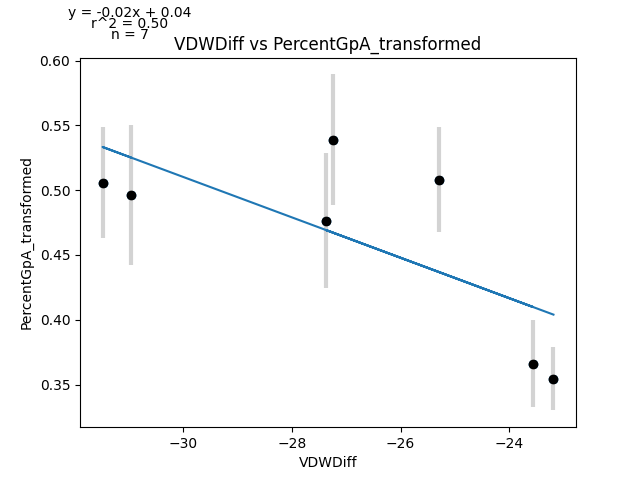 y = -0.02x + 0.04
r^2 = 0.50
n = 7
VDWDiff vs PercentGpA_transformed
PercentGpA_transformed
0.60
0.55
0.50
0.45
0.40
0.35
−30
−28
−26
−24
VDWDiff